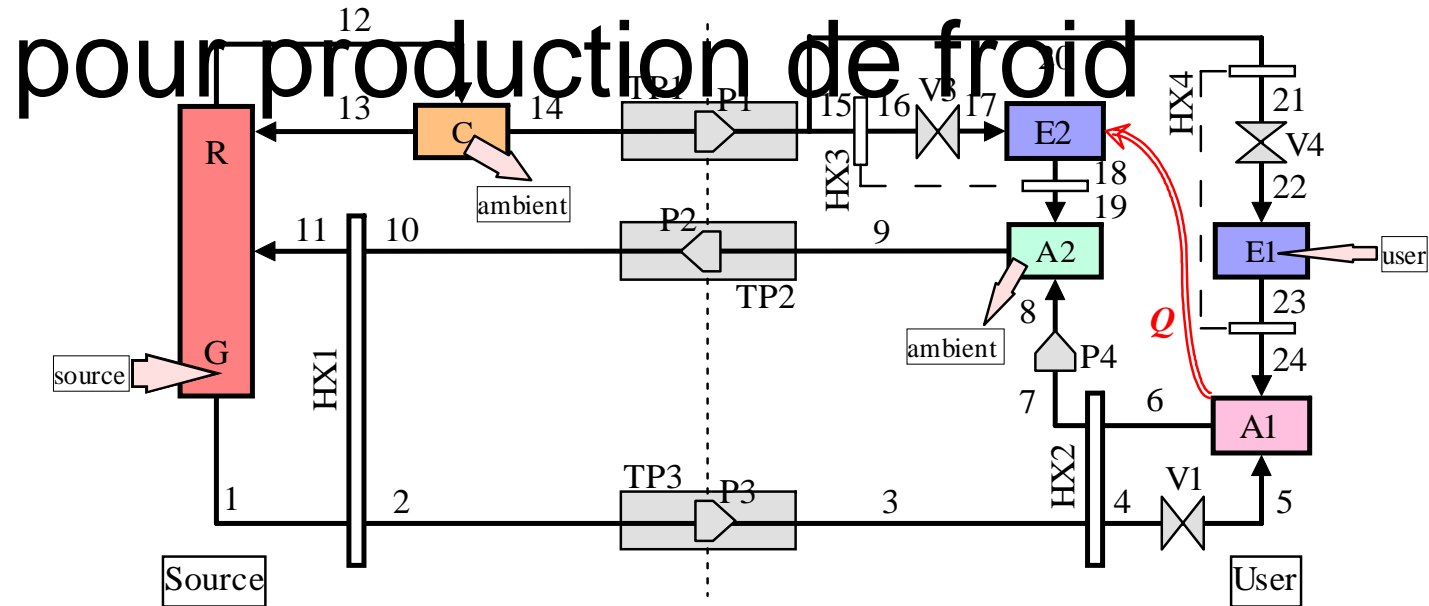 pour production de froid
12
20
TP1
P1
13
C
14
15
16
V3
17
E2
HX4
21
V4
R
ambient
HX3
18
19
22
11
10
P2
9
A2
E1
user
TP2
8
23
Q
G
source
HX1
ambient
P4
24
7
6
A1
HX2
TP3
P3
V1
1
2
3
4
5
Source
User